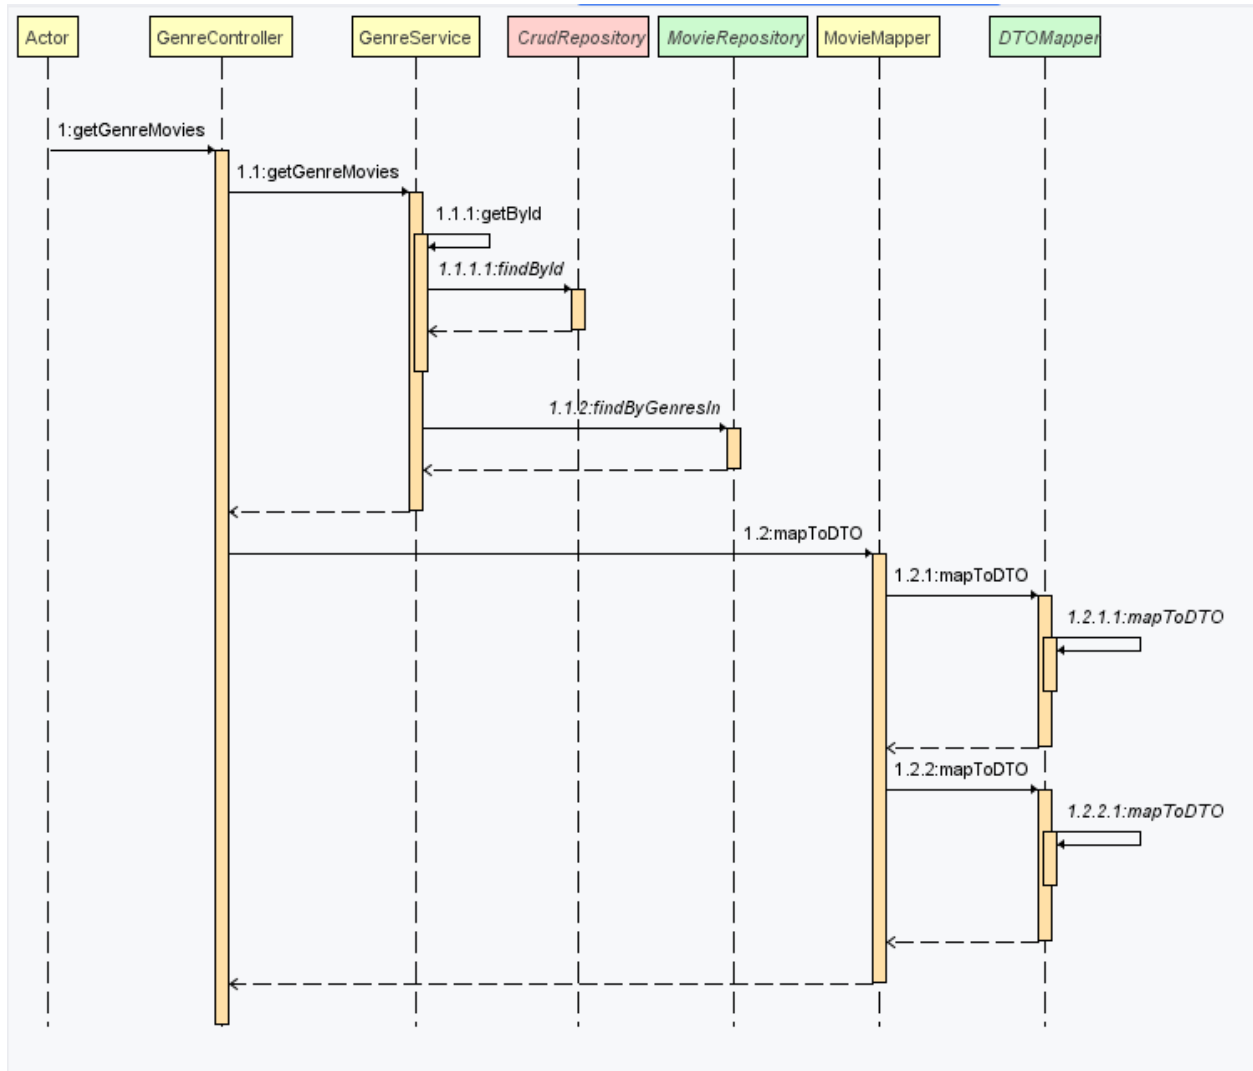 Actor
GenreController
GenreService
CrudRepository
MovieRepository
MovieMapper
DTOMapper
1:getGenreMovies
1.1:getGenreMovies
1.1.1:getById
1.1.1.1:findById
1.1.2:findByGenresIn
1.2:mapToDTO
1.2.1:mapToDTO
1.2.1.1:mapToDTO
1.2.2:mapToDTO
1.2.2.1:mapToDTO